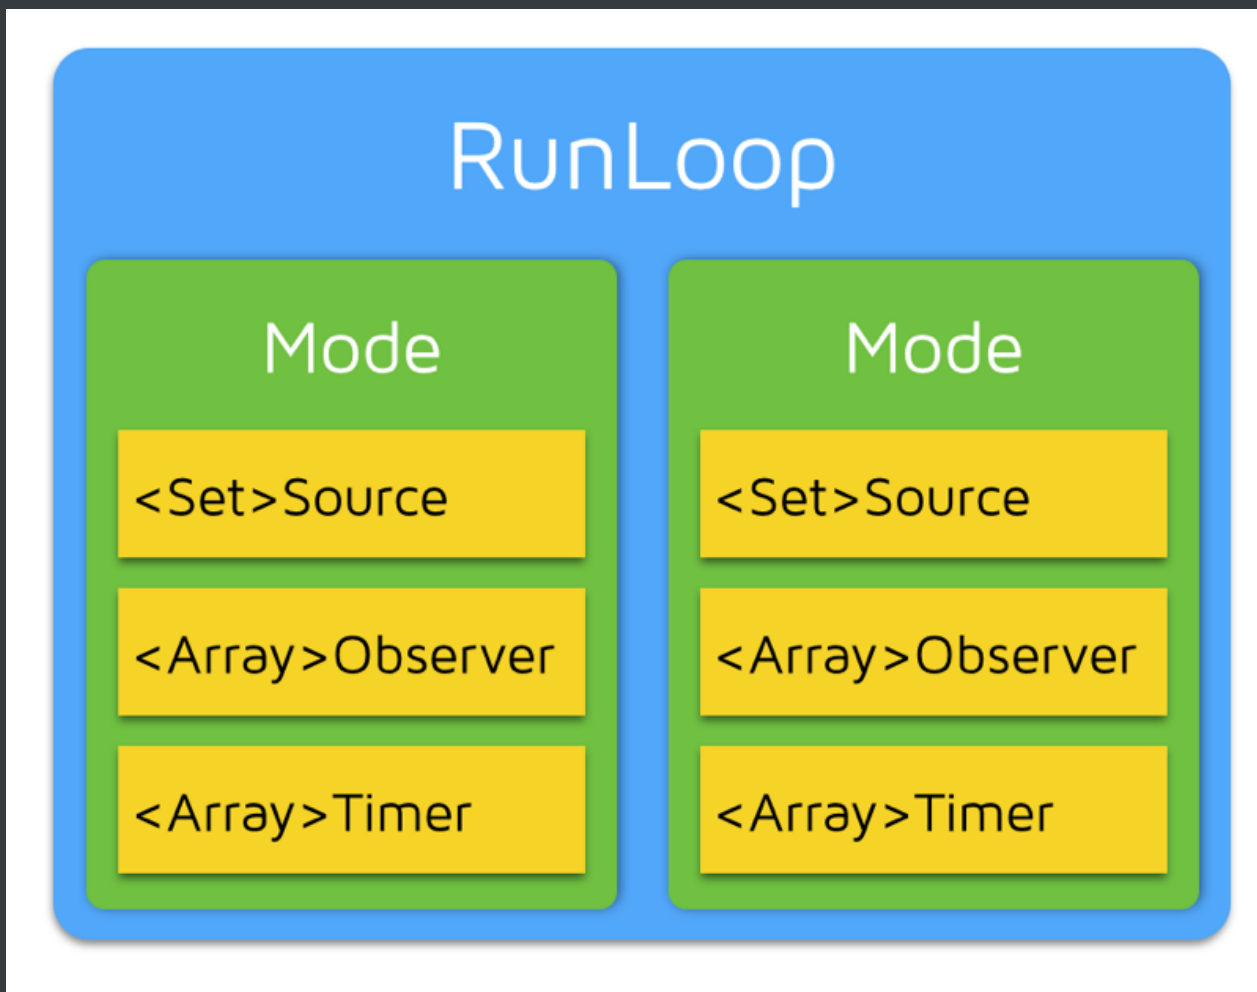 RunLoop
Mode
<Set>Source
<Array>Observer
<Array>Timer
Mode
<Set>Source
<Array>Observer
<Array>Timer